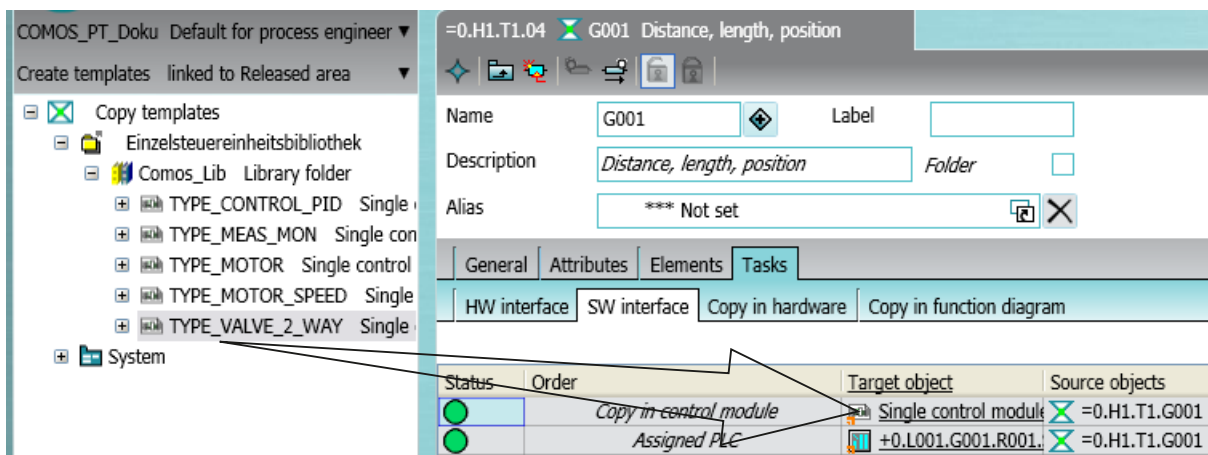 COMOS_PT_Doku Default for process engineer
Create templates linked to Released area
Copy templates
Einzelsteuereinheitsbibliothek
Comos_Lib Library folder
TYPE_CONTROL_PID Single
TYPE_MEAS_MON Single con
TYPE_MOTOR Single control
TYPE_MOTOR_SPEED Single
TYPE_VALVE_2_WAY Single
System
=0.H1.T1.04 G001 Distance, length, position
Name G001 Label
Description Distance, length, position Folder
Alias *** Not set
General Attributes Elements Tasks
HW interface SW interface Copy in hardware Copy in function diagram
Status Order Target object Source objects
Copy in control module Single control module =0.H1.T1.G001
Assigned PLC +0.L001.G001.R001. =0.H1.T1.G001